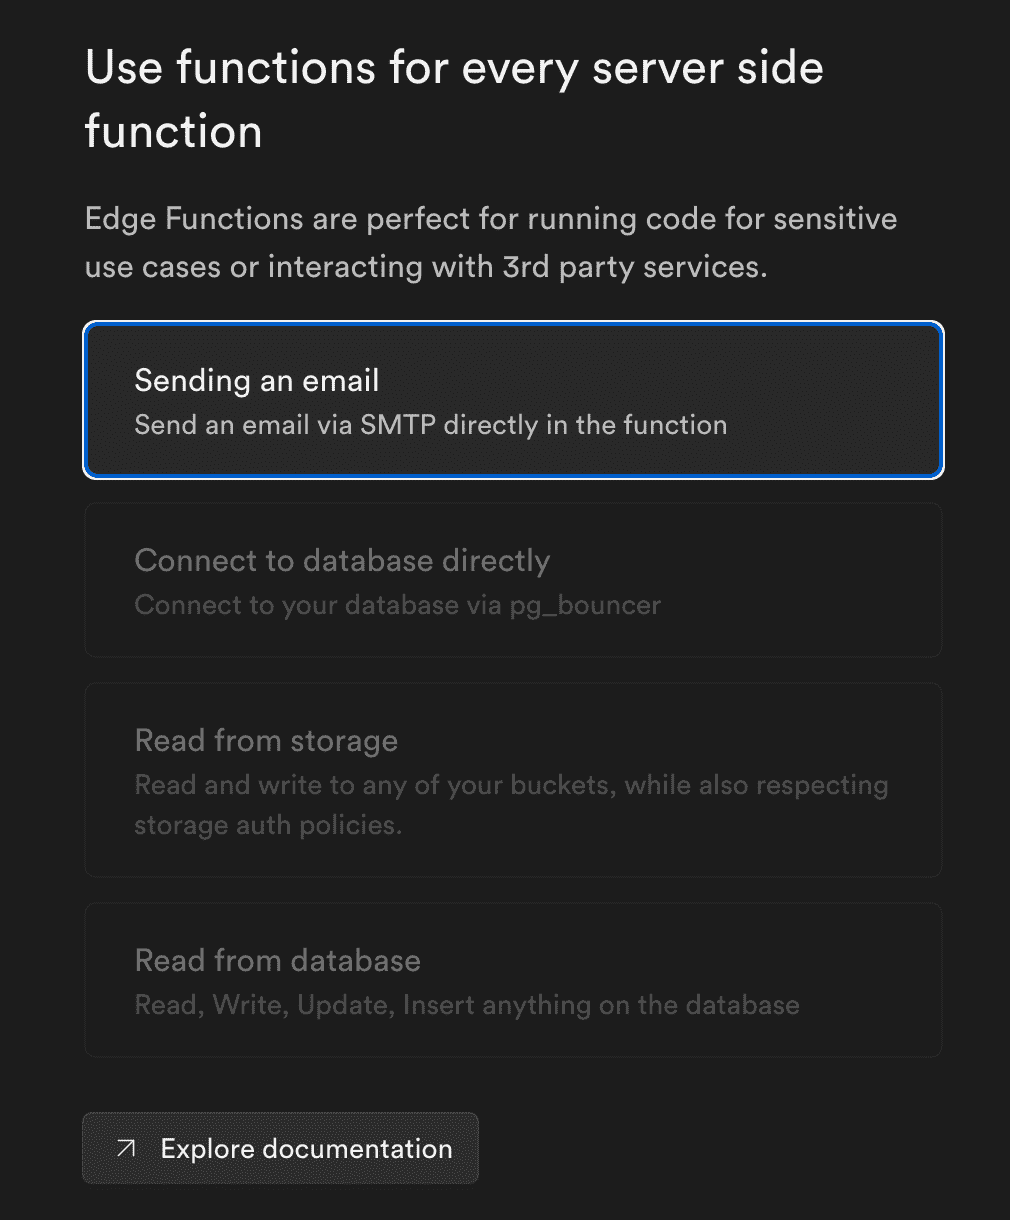 Use functions for every server side
function
Edge Functions are perfect for running code for sensitive
use cases or interacting with 3rd party services.
Sending an email
Send an email via SMTP directly in the function
Connect to database directly
Connect to your database via pg_bouncer
Read from storage
Read and write to any of your buckets, while also respecting
storage auth policies.
Read from database
Read, Write, Update, Insert anything on the database
Explore documentation